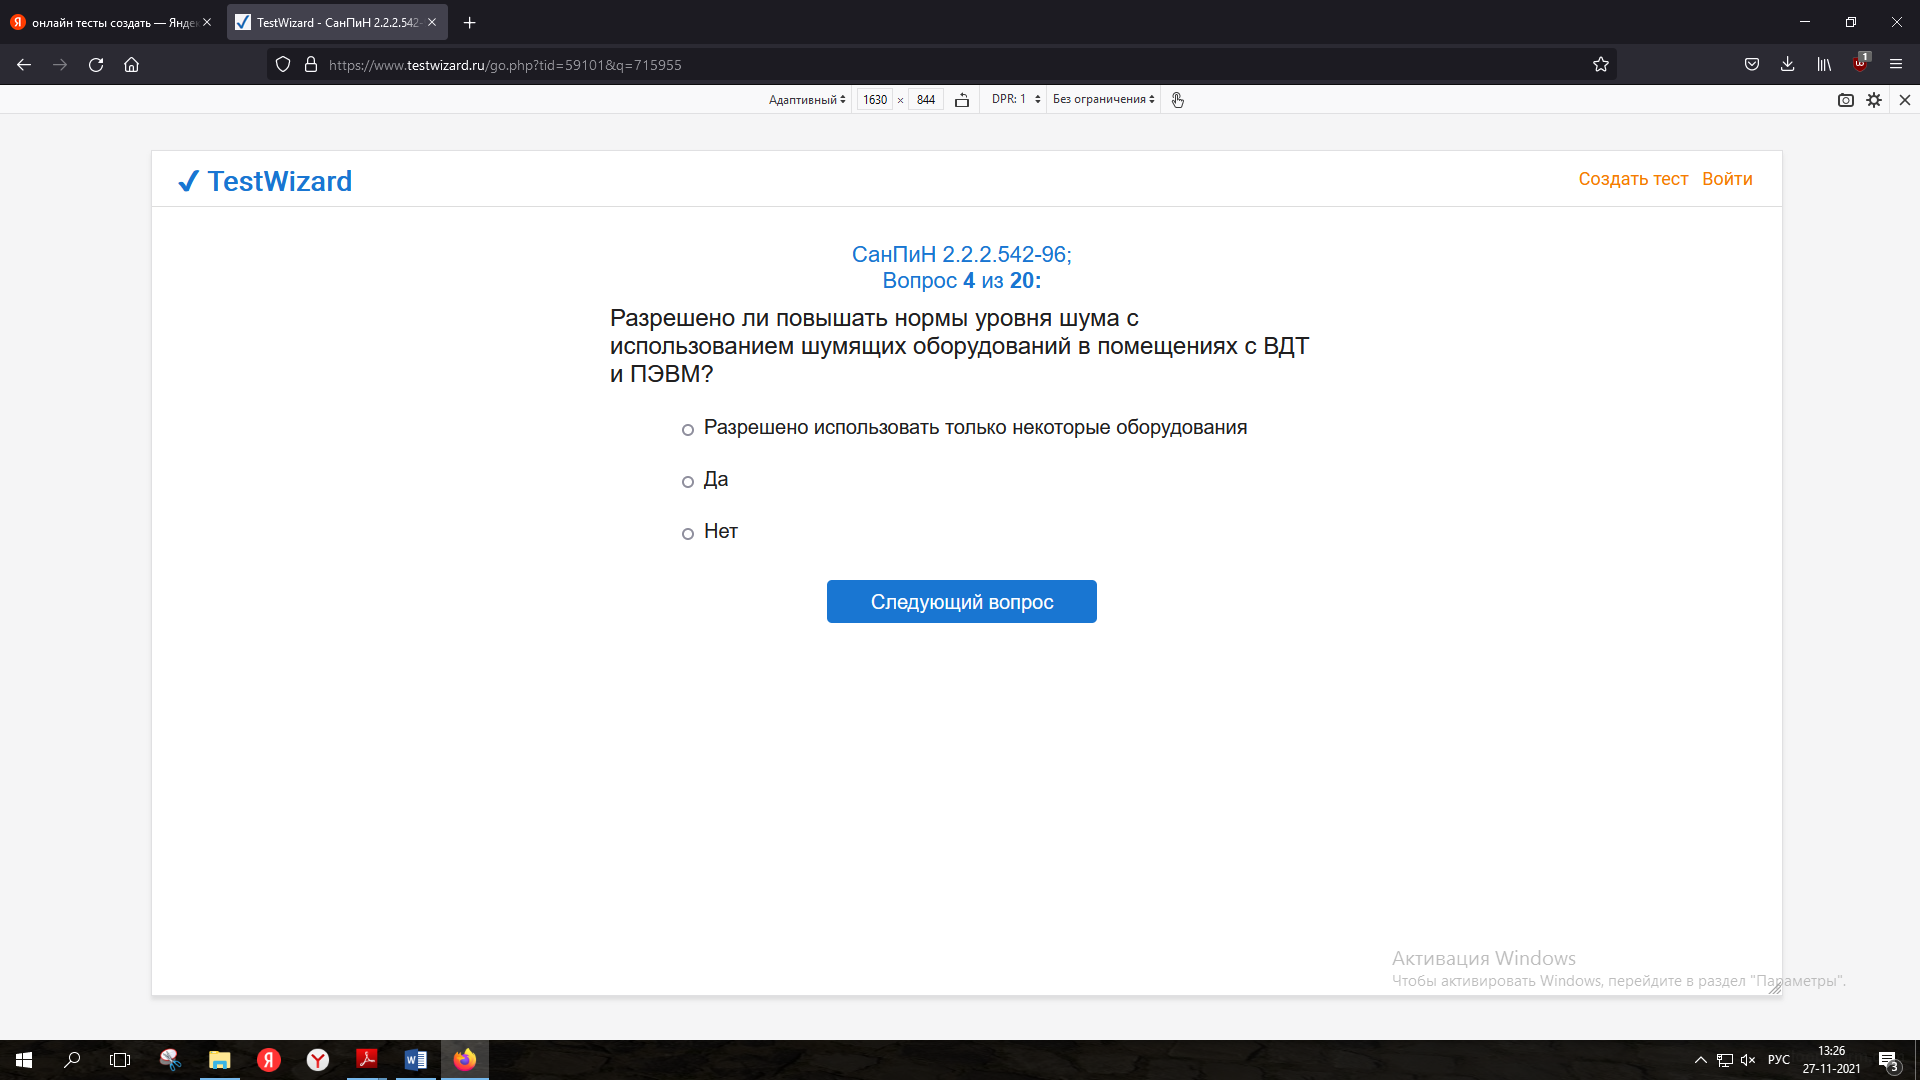 онлайн тесты создать — Яндек
TestWizard - СанПиН 2.2.2.542-
https://www.testwizard.ru/go.php?tid=59101&q=715955
1
Адаптивный 1630 × 844 DPR: 1 Без ограничения
TestWizard
Создать тест Войти
СанПиН 2.2.2.542-96;
Вопрос 4 из 20:
Разрешено ли повышать нормы уровня шума с
использованием шумящих оборудований в помещениях с ВДТ
и ПЭВМ?
Разрешено использовать только некоторые оборудования
Да
Нет
Следующий вопрос
Активация Windows
Чтобы активировать Windows, перейдите в раздел "Параметры".
РУС
13:26
27-11-2021
3